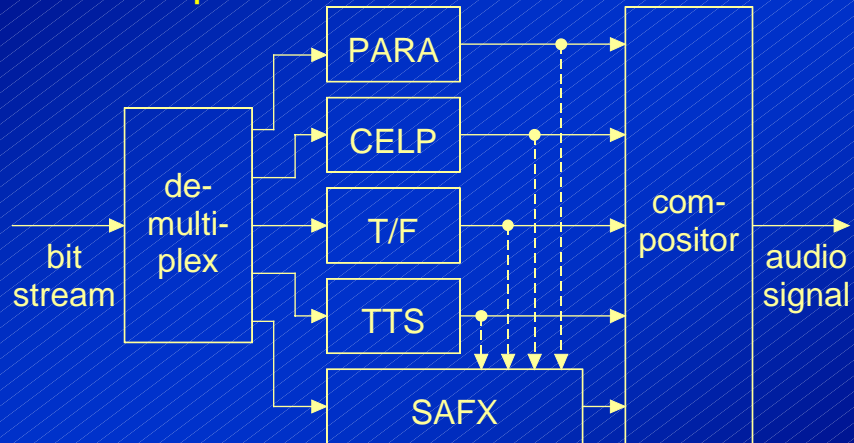 PARA
CELP
de-
multi-
plex
T/F
com-
positor
bit
stream
audio
signal
TTS
SAFX